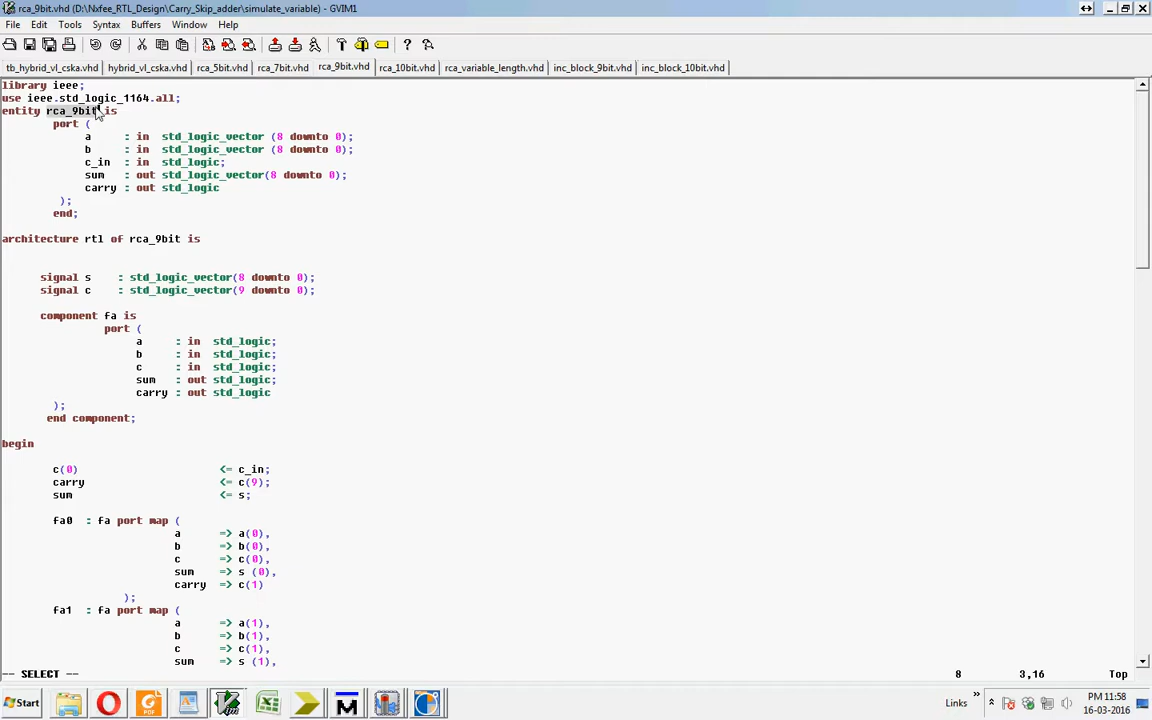 rca_9bit.vhd (D:\Nxfee_RTL_Design\Carry_Skip_adder\simulate_variable) - GVIM1
File Edit Tools Syntax Buffers Window Help
tb_hybrid_vl_cska.vhd hybrid_vl_cska.vhd rca_5bit.vhd rca_7bit.vhd rca_9bit.vhd rca_10bit.vhd rca_variable_length.vhd inc_block_9bit.vhd inc_block_10bit.vhd
library ieee;
use ieee.std_logic_1164.all;
entity rca_9bit is
port (
a : in std_logic_vector (8 downto 0);
b : in std_logic_vector (8 downto 0);
c_in : in std_logic;
sum : out std_logic_vector(8 downto 0);
carry : out std_logic
);
end;
architecture rtl of rca_9bit is
signal s : std_logic_vector(8 downto 0);
signal c : std_logic_vector(9 downto 0);
component fa is
port (
a : in std_logic;
b : in std_logic;
c : in std_logic;
sum : out std_logic;
carry : out std_logic
);
end component;
begin
c(0) <= c_in;
carry <= c(9);
sum <= s;
fa0 : fa port map (
a => a(0),
b => b(0),
c => c(0),
sum => s (0),
carry => c(1)
);
fa1 : fa port map (
a => a(1),
b => b(1),
c => c(1),
sum => s (1),
-- SELECT -- 8 3,16 Top
Start Links » PM 11:58
16-03-2016